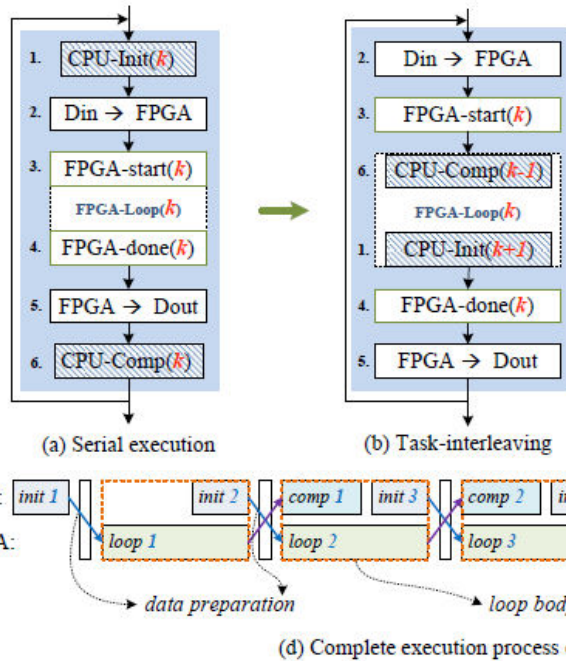 1. CPU-Init(k)
2. Din → FPGA
3. FPGA-start(k)
FPGA-Loop(k)
4. FPGA-done(k)
5. FPGA → Dout
6. CPU-Comp(k)
(a) Serial execution
2. Din → FPGA
3. FPGA-start(k)
6. CPU-Comp(k-1)
FPGA-Loop(k)
1. CPU-Init(k+1)
4. FPGA-done(k)
5. FPGA → Dout
(b) Task-interleaving
: init 1 init 2 comp 1 init 3 comp 2 in
A: loop 1 loop 2 loop 3
data preparation loop body
(d) Complete execution process (